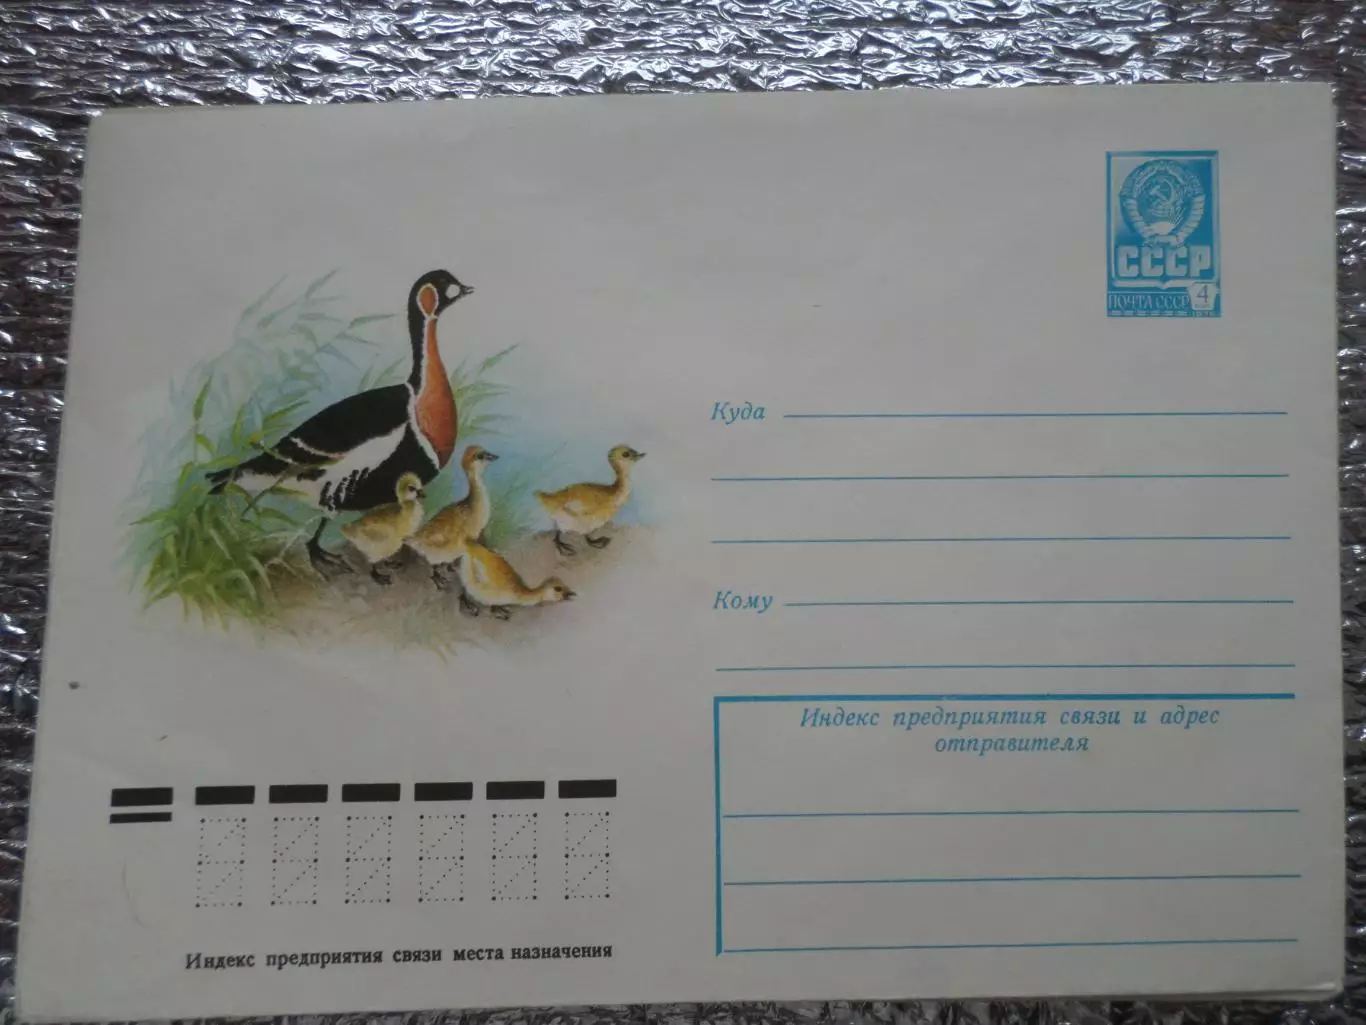 СССР
ПОЧТА СССР 4
Куда
Кому
Индекс предприятия связи и адрес
отправителя
Индекс предприятия связи места назначения